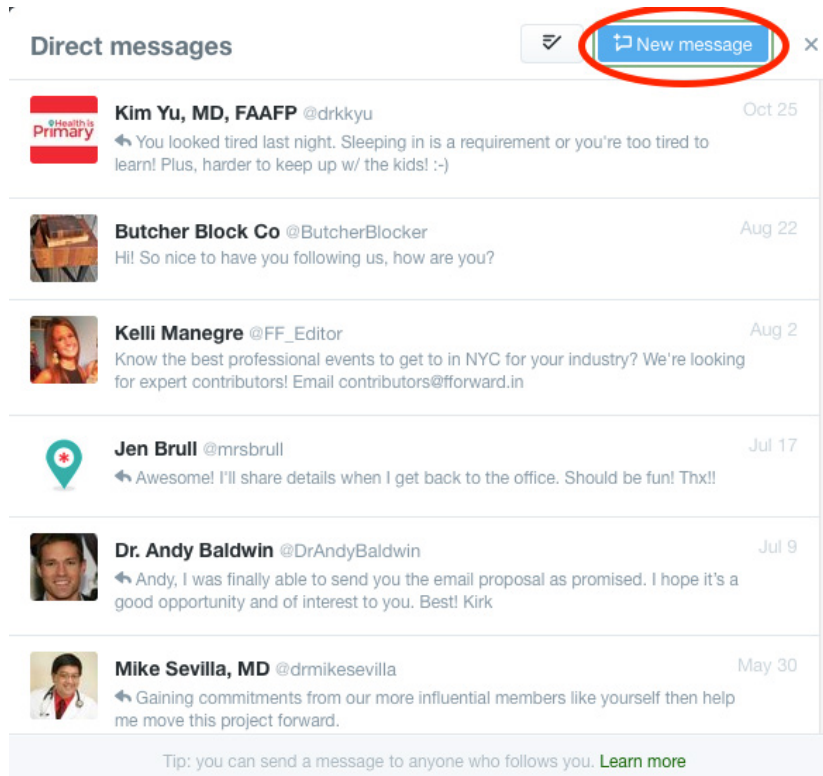 Direct messages
New message
Health is
Primary
Kim Yu, MD, FAAFP @drkkyu
Oct 25
You looked tired last night. Sleeping in is a requirement or you're too tired to
learn! Plus, harder to keep up w/ the kids! :-)
Butcher Block Co @ButcherBlocker
Aug 22
Hi! So nice to have you following us, how are you?
Kelli Manegre @FF_Editor
Aug 2
Know the best professional events to get to in NYC for your industry? We're looking
for expert contributors! Email contributors@fforward.in
Jen Brull @mrsbrull
Jul 17
Awesome! I'll share details when I get back to the office. Should be fun! Thx!!
Dr. Andy Baldwin @DrAndyBaldwin
Jul 9
Andy, I was finally able to send you the email proposal as promised. I hope it's a
good opportunity and of interest to you. Best! Kirk
Mike Sevilla, MD @drmikesevilla
May 30
Gaining commitments from our more influential members like yourself then help
me move this project forward.
Tip: you can send a message to anyone who follows you. Learn more